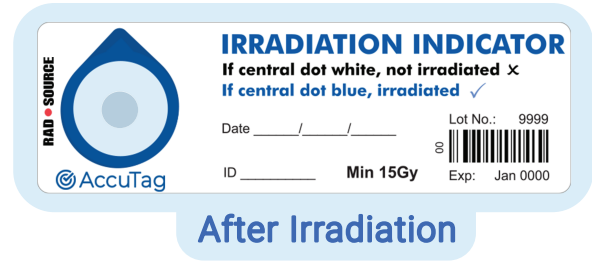 RAD SOURCE
AccuTag
IRRADIATION INDICATOR
If central dot white, not irradiated ✗
If central dot blue, irradiated ✓
Date ______/______/______
ID __________ Min 15Gy
Lot No.: 9999
00
Exp: Jan 0000
After Irradiation